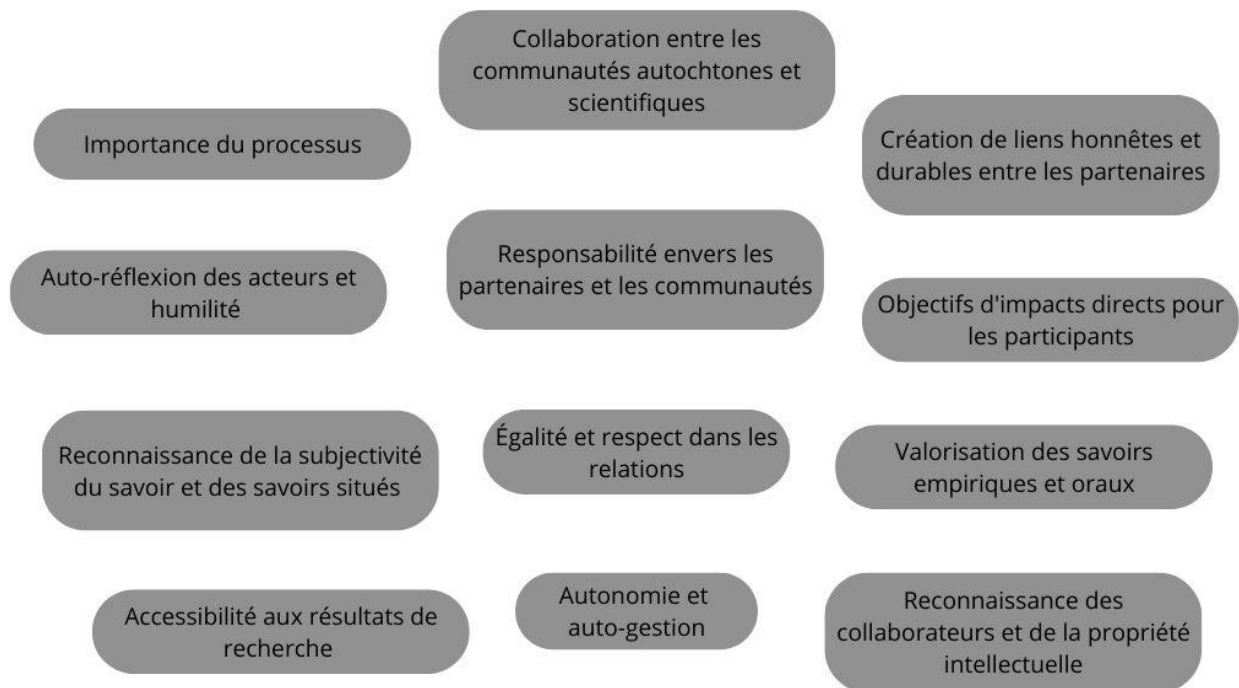 Collaboration entre les
communautés autochtones et
scientifiques
Importance du processus
Création de liens honnêtes et
durables entre les partenaires
Responsabilité envers les
partenaires et les communautés
Auto-réflexion des acteurs et
humilité
Objectifs d'impacts directs pour
les participants
Reconnaissance de la subjectivité
du savoir et des savoirs situés
Égalité et respect dans les
relations
Valorisation des savoirs
empiriques et oraux
Accessibilité aux résultats de
recherche
Autonomie et
auto-gestion
Reconnaissance des
collaborateurs et de la propriété
intellectuelle